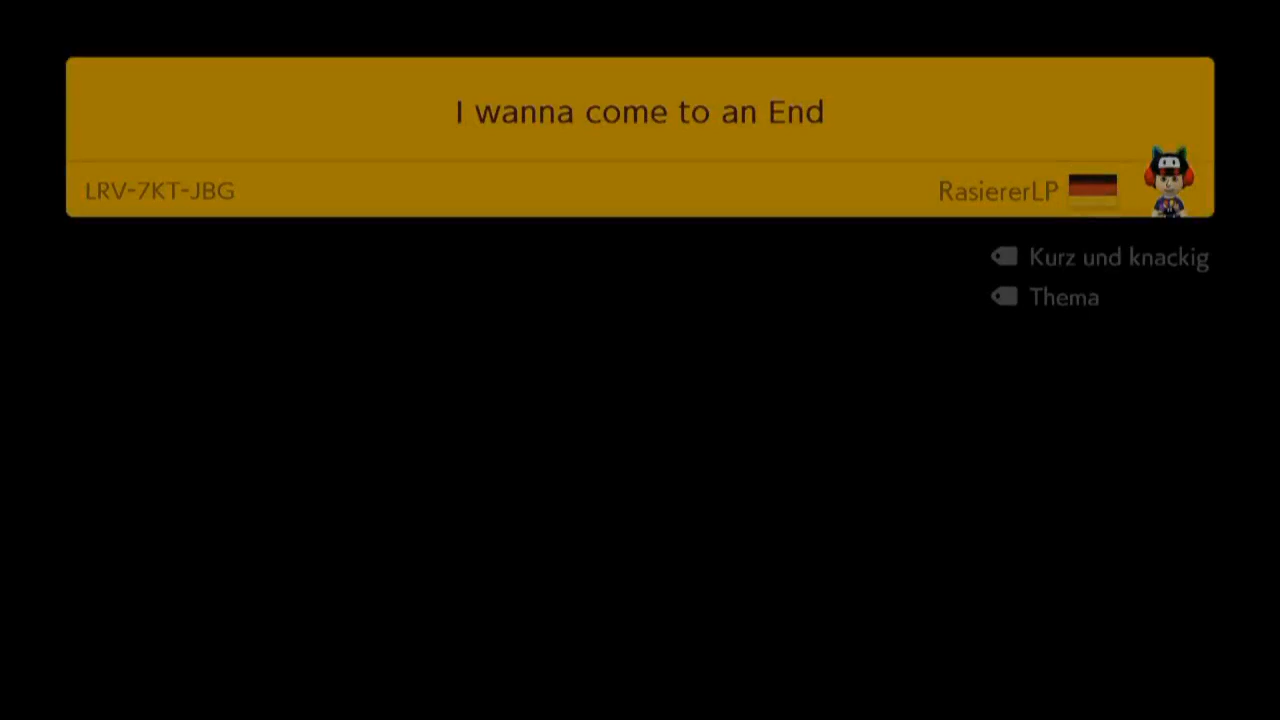 I wanna come to an End
LRV-7KT-JBG
RasiererLP
Kurz und knackig
Thema